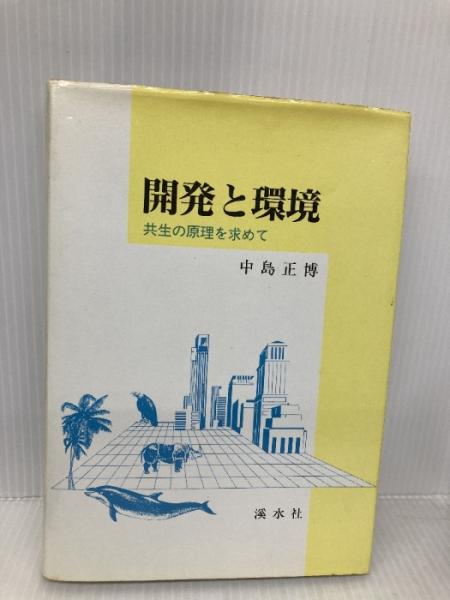 開発と環境
共生の原理を求めて
中島正博
溪水社